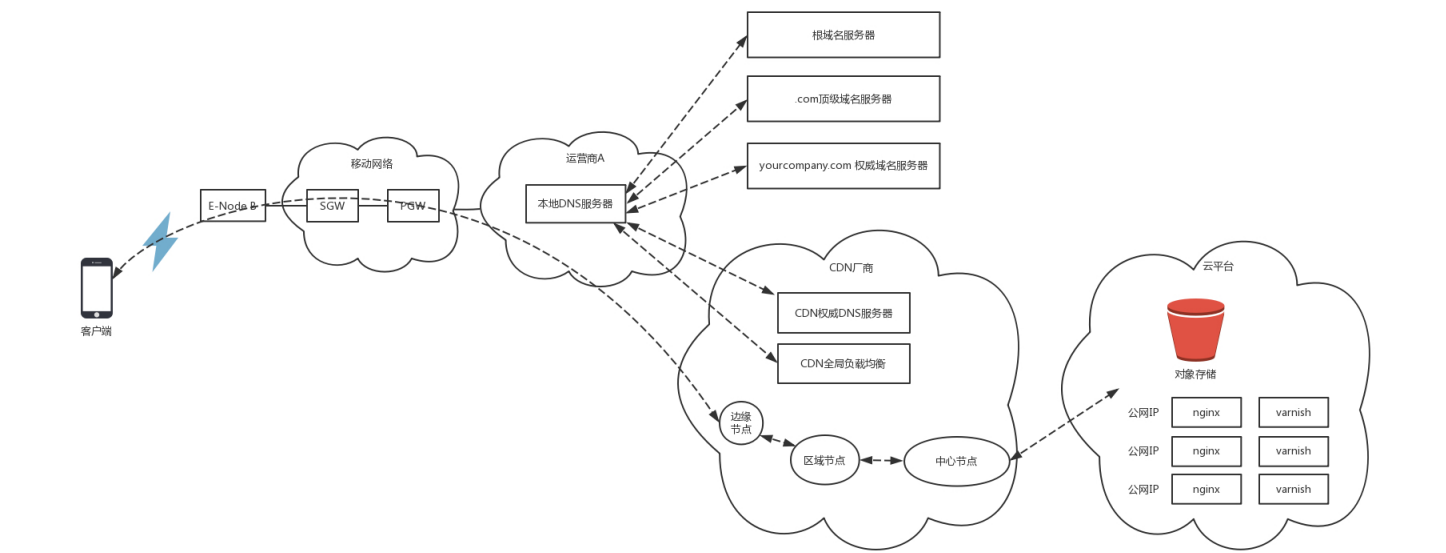 根域名服务器
.com顶级域名服务器
yourcompany.com 权威域名服务器
移动网络
运营商A
E-Node B
SGW
PGW
本地DNS服务器
客户端
CDN厂商
CDN权威DNS服务器
CDN全局负载均衡
边缘
节点
区域节点
中心节点
云平台
对象存储
公网IP nginx varnish
公网IP nginx varnish
公网IP nginx varnish